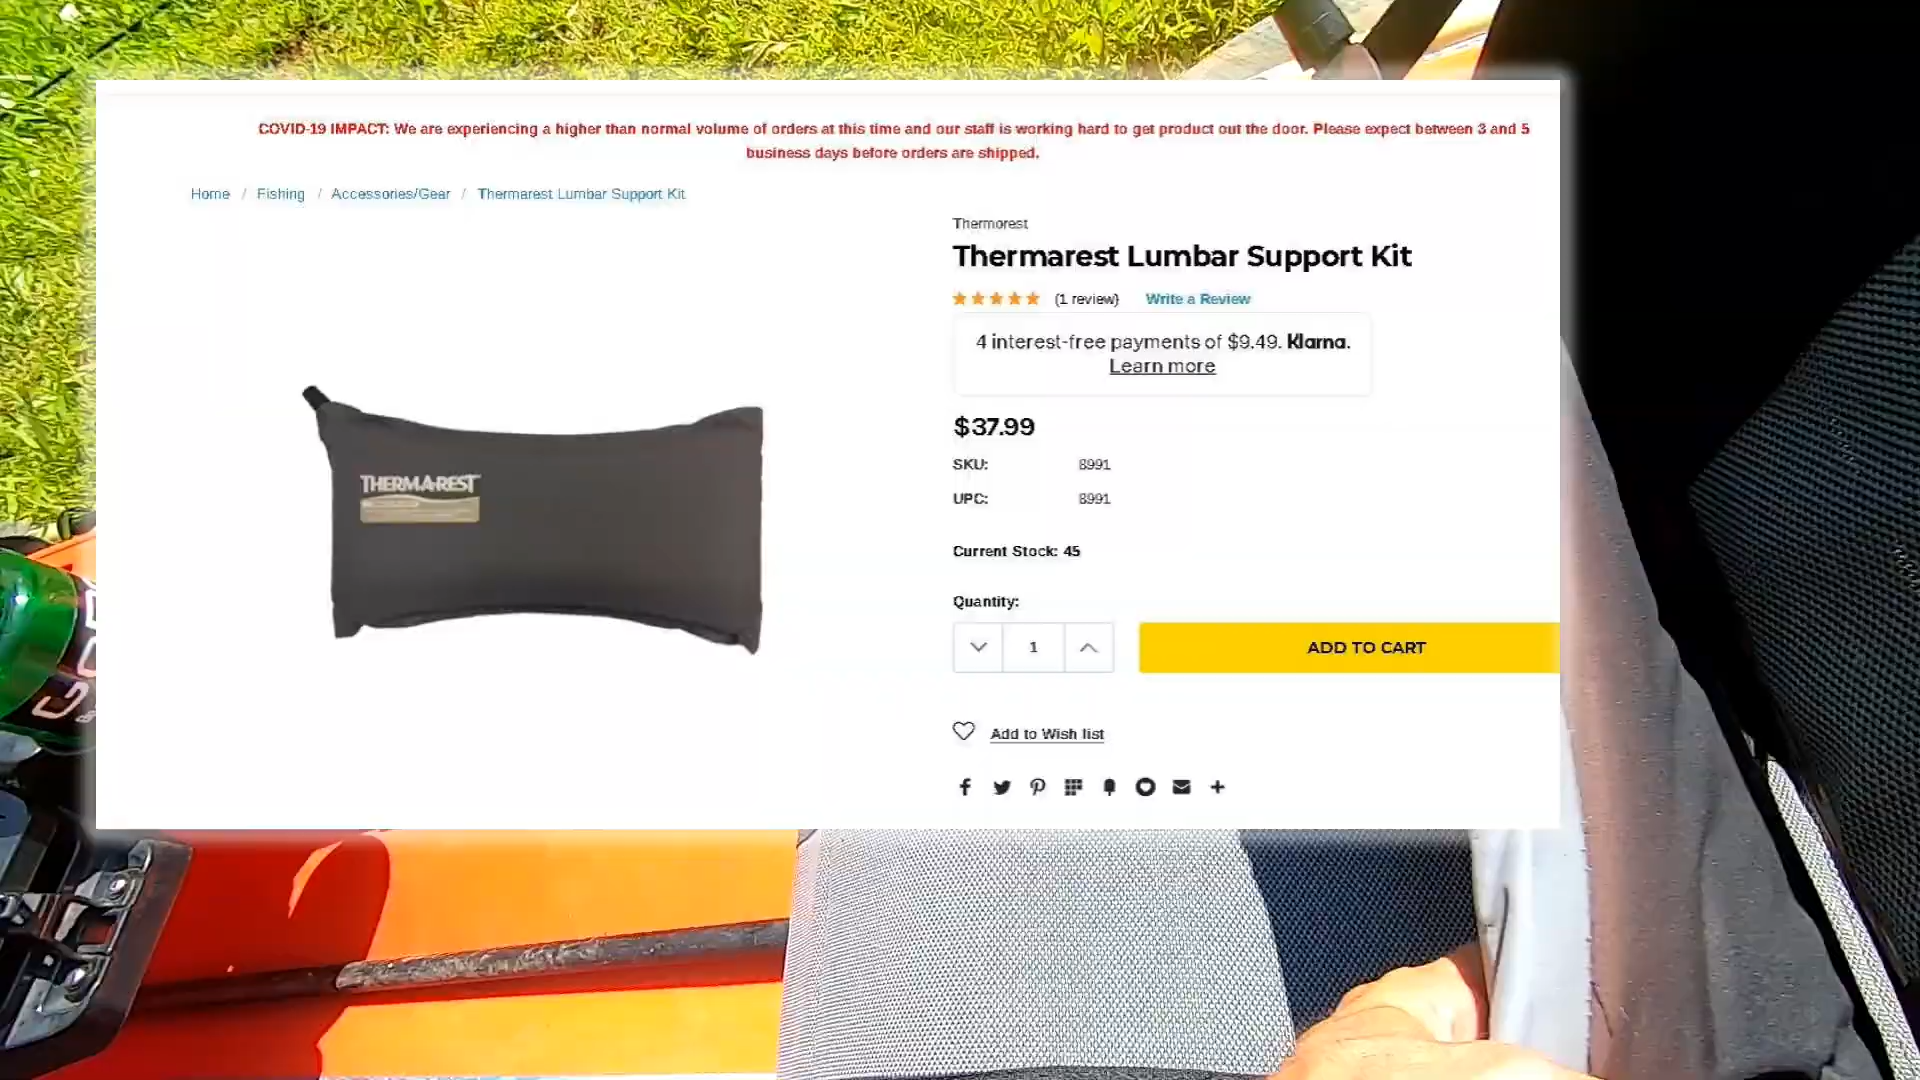 COVID-19 IMPACT: We are experiencing a higher than normal volume of orders at this time and our staff is working hard to get product out the door. Please expect between 3 and 5
business days before orders are shipped.
Home / Fishing / Accessories/Gear / Thermarest Lumbar Support Kit
Thermorest
Thermarest Lumbar Support Kit
(1 review) Write a Review
4 interest-free payments of $9.49. Klarna.
Learn more
$37.99
SKU: 8991
UPC: 8991
Current Stock: 45
Quantity:
1
ADD TO CART
Add to Wish list
THERMAREST